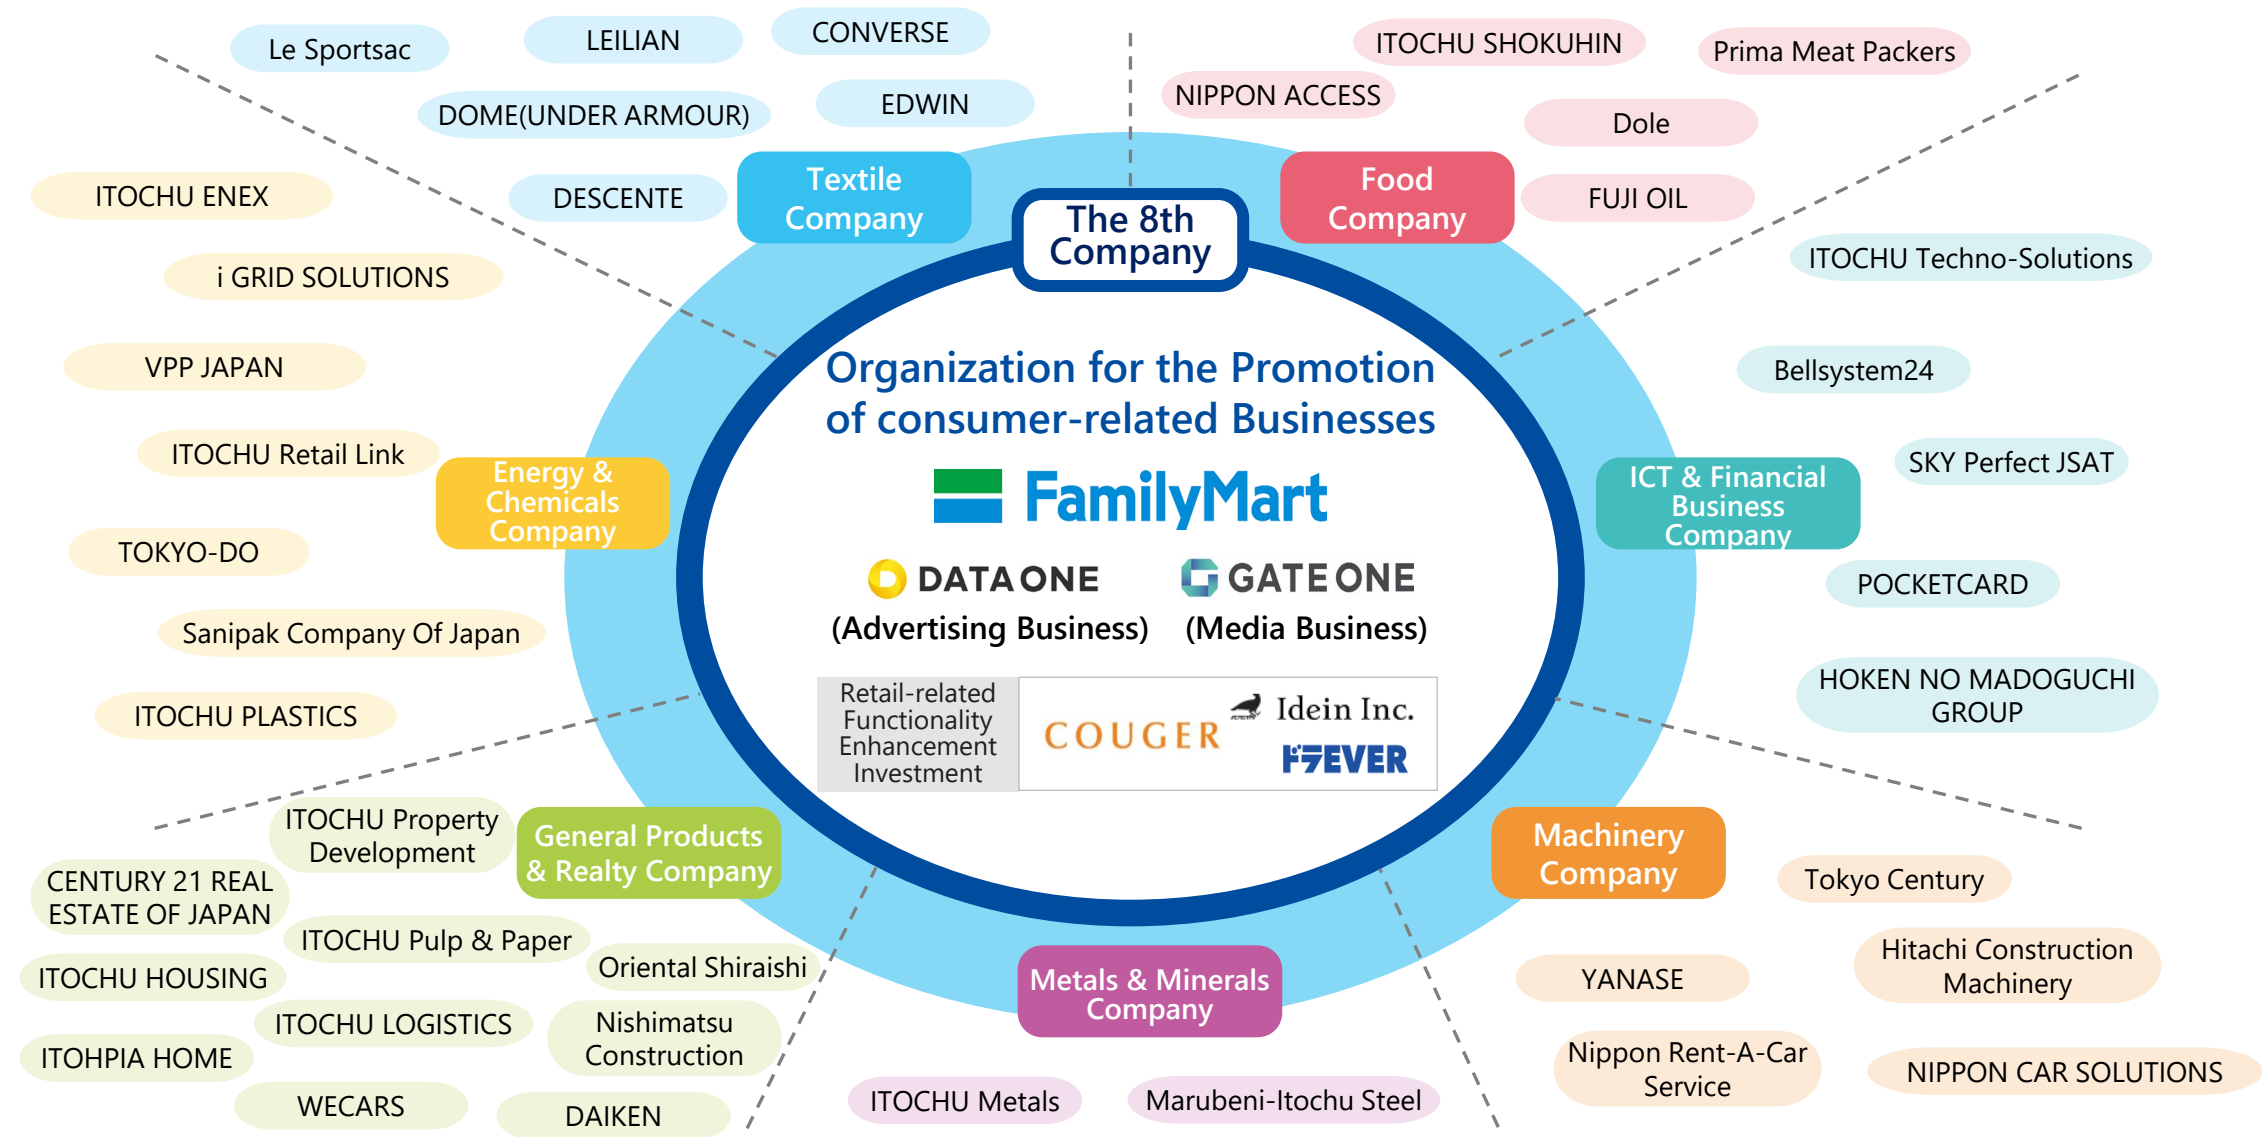 Le Sportsac
LEILIAN
CONVERSE
DOME(UNDER ARMOUR)
EDWIN
DESCENTE
Textile
Company
ITOCHU SHOKUHIN
Prima Meat Packers
NIPPON ACCESS
Dole
FUJI OIL
Food
Company
The 8th
Company
ITOCHU ENEX
i GRID SOLUTIONS
VPP JAPAN
ITOCHU Retail Link
TOKYO-DO
Sanipak Company Of Japan
ITOCHU PLASTICS
Energy &
Chemicals
Company
Organization for the Promotion
of consumer-related Businesses
FamilyMart
DATA ONE
(Advertising Business)
GATE ONE
(Media Business)
Retail-related
Functionality
Enhancement
Investment
COUGER
Idein Inc.
ドラEVER
ITOCHU Techno-Solutions
Bellsystem24
SKY Perfect JSAT
ICT & Financial
Business
Company
POCKETCARD
HOKEN NO MADOGUCHI
GROUP
ITOCHU Property
Development
General Products
& Realty Company
CENTURY 21 REAL
ESTATE OF JAPAN
ITOCHU Pulp & Paper
Oriental Shiraishi
ITOCHU HOUSING
ITOCHU LOGISTICS
Nishimatsu
Construction
ITOHPIA HOME
WECARS
DAIKEN
Metals & Minerals
Company
ITOCHU Metals
Marubeni-Itochu Steel
Machinery
Company
Tokyo Century
YANASE
Hitachi Construction
Machinery
Nippon Rent-A-Car
Service
NIPPON CAR SOLUTIONS